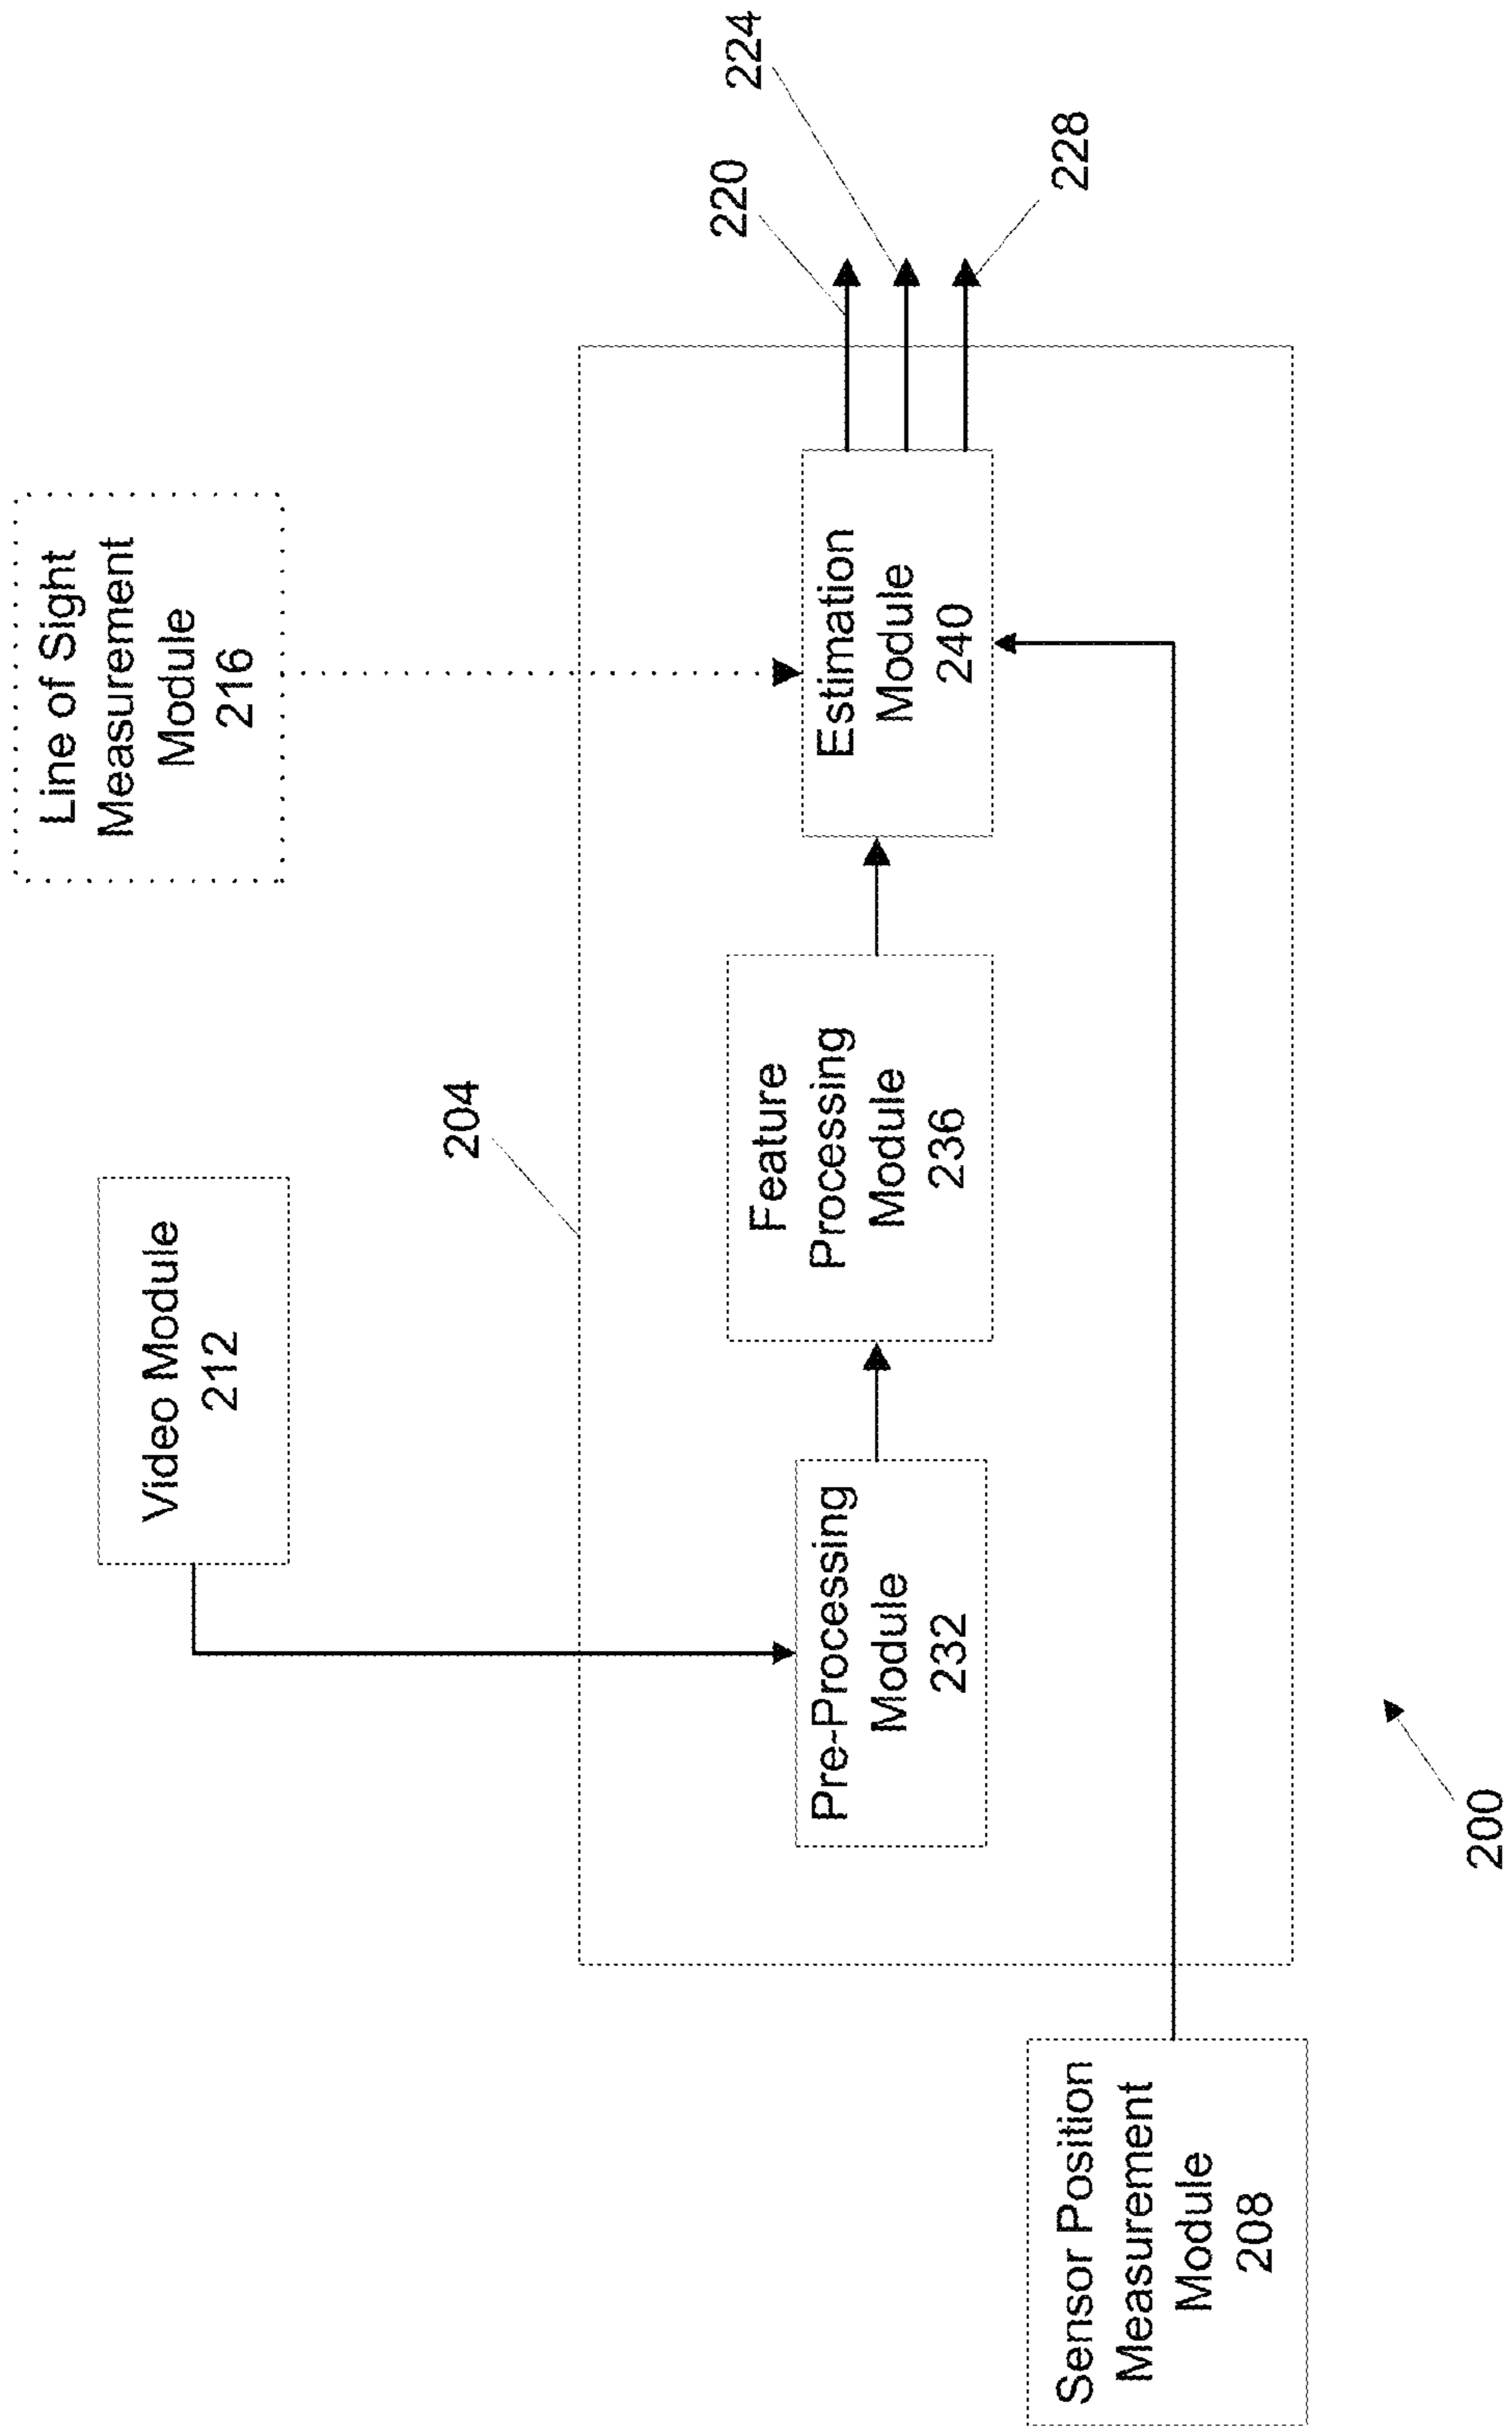 Line of Sight
Measurement
Module
216
Video Module
212
204
220
224
228
Pre-Processing
Module
232
Feature
Processing
Module
236
Estimation
Module
240
Sensor Position
Measurement
Module
208
200